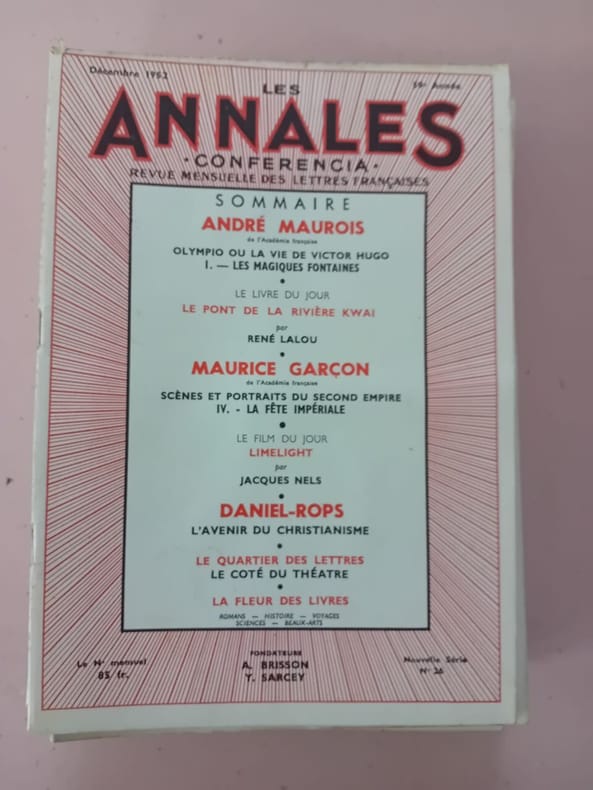 Décembre 1952
59e Année
LES
ANNALES
· CONFERENCIA ·
REVUE MENSUELLE DES LETTRES FRANÇAISES
SOMMAIRE
ANDRÉ MAUROIS
de l'Académie française
OLYMPIO OU LA VIE DE VICTOR HUGO
I. — LES MAGIQUES FONTAINES
•
LE LIVRE DU JOUR
LE PONT DE LA RIVIÈRE KWAI
par
RENÉ LALOU
•
MAURICE GARÇON
de l'Académie française
SCÈNES ET PORTRAITS DU SECOND EMPIRE
IV. - LA FÊTE IMPÉRIALE
•
LE FILM DU JOUR
LIMELIGHT
par
JACQUES NELS
•
DANIEL-ROPS
L'AVENIR DU CHRISTIANISME
•
LE QUARTIER DES LETTRES
LE COTÉ DU THÉATRE
•
LA FLEUR DES LIVRES
ROMANS — HISTOIRE — VOYAGES
SCIENCES — BEAUX-ARTS
Le No mensuel
85 fr.
FONDATEURS
A. BRISSON
Y. SARCEY
Nouvelle Série
No 26